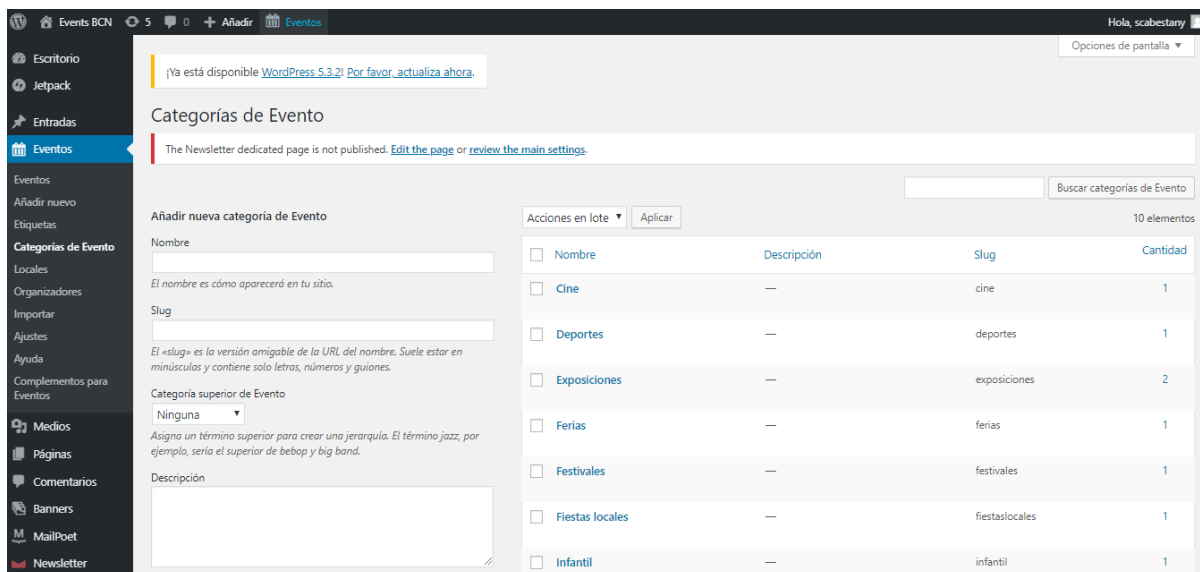 Events BCN 5 0 Añadir Eventos Hola, scabestany
Opciones de pantalla
Escritorio
Jetpack
Entradas
Eventos
Eventos
Añadir nuevo
Etiquetas
Categorías de Evento
Locales
Organizadores
Importar
Ajustes
Ayuda
Complementos para
Eventos
Medios
Páginas
Comentarios
Banners
MailPoet
Newsletter
¡Ya está disponible WordPress 5.3.2! Por favor, actualiza ahora.
Categorías de Evento
The Newsletter dedicated page is not published. Edit the page or review the main settings.
Buscar categorías de Evento
Añadir nueva categoría de Evento
Nombre
El nombre es cómo aparecerá en tu sitio.
Slug
El «slug» es la versión amigable de la URL del nombre. Suele estar en
minúsculas y contiene solo letras, números y guiones.
Categoría superior de Evento
Ninguna
Asigna un término superior para crear una jerarquía. El término jazz, por
ejemplo, sería el superior de bebop y big band.
Descripción
Acciones en lote Aplicar 10 elementos
Nombre Descripción Slug Cantidad
Cine — cine 1
Deportes — deportes 1
Exposiciones — exposiciones 2
Ferias — ferias 1
Festivales — festivales 1
Fiestas locales — fiestaslocales 1
Infantil — infantil 1